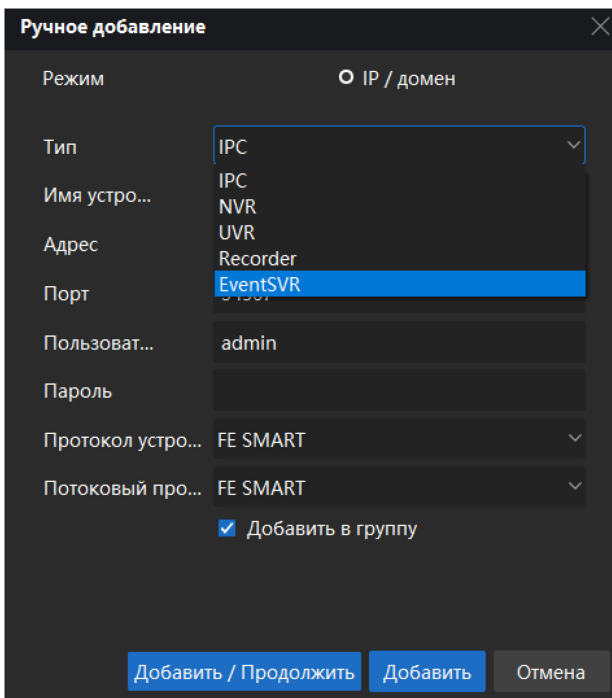 Ручное добавление
Режим
IP / домен
Тип
IPC
IPC
NVR
Имя устро...
UVR
Адрес
Recorder
EventSVR
Порт
Пользоват...
admin
Пароль
Протокол устро...
FE SMART
Потоковый про...
FE SMART
Добавить в группу
Добавить / Продолжить
Добавить
Отмена